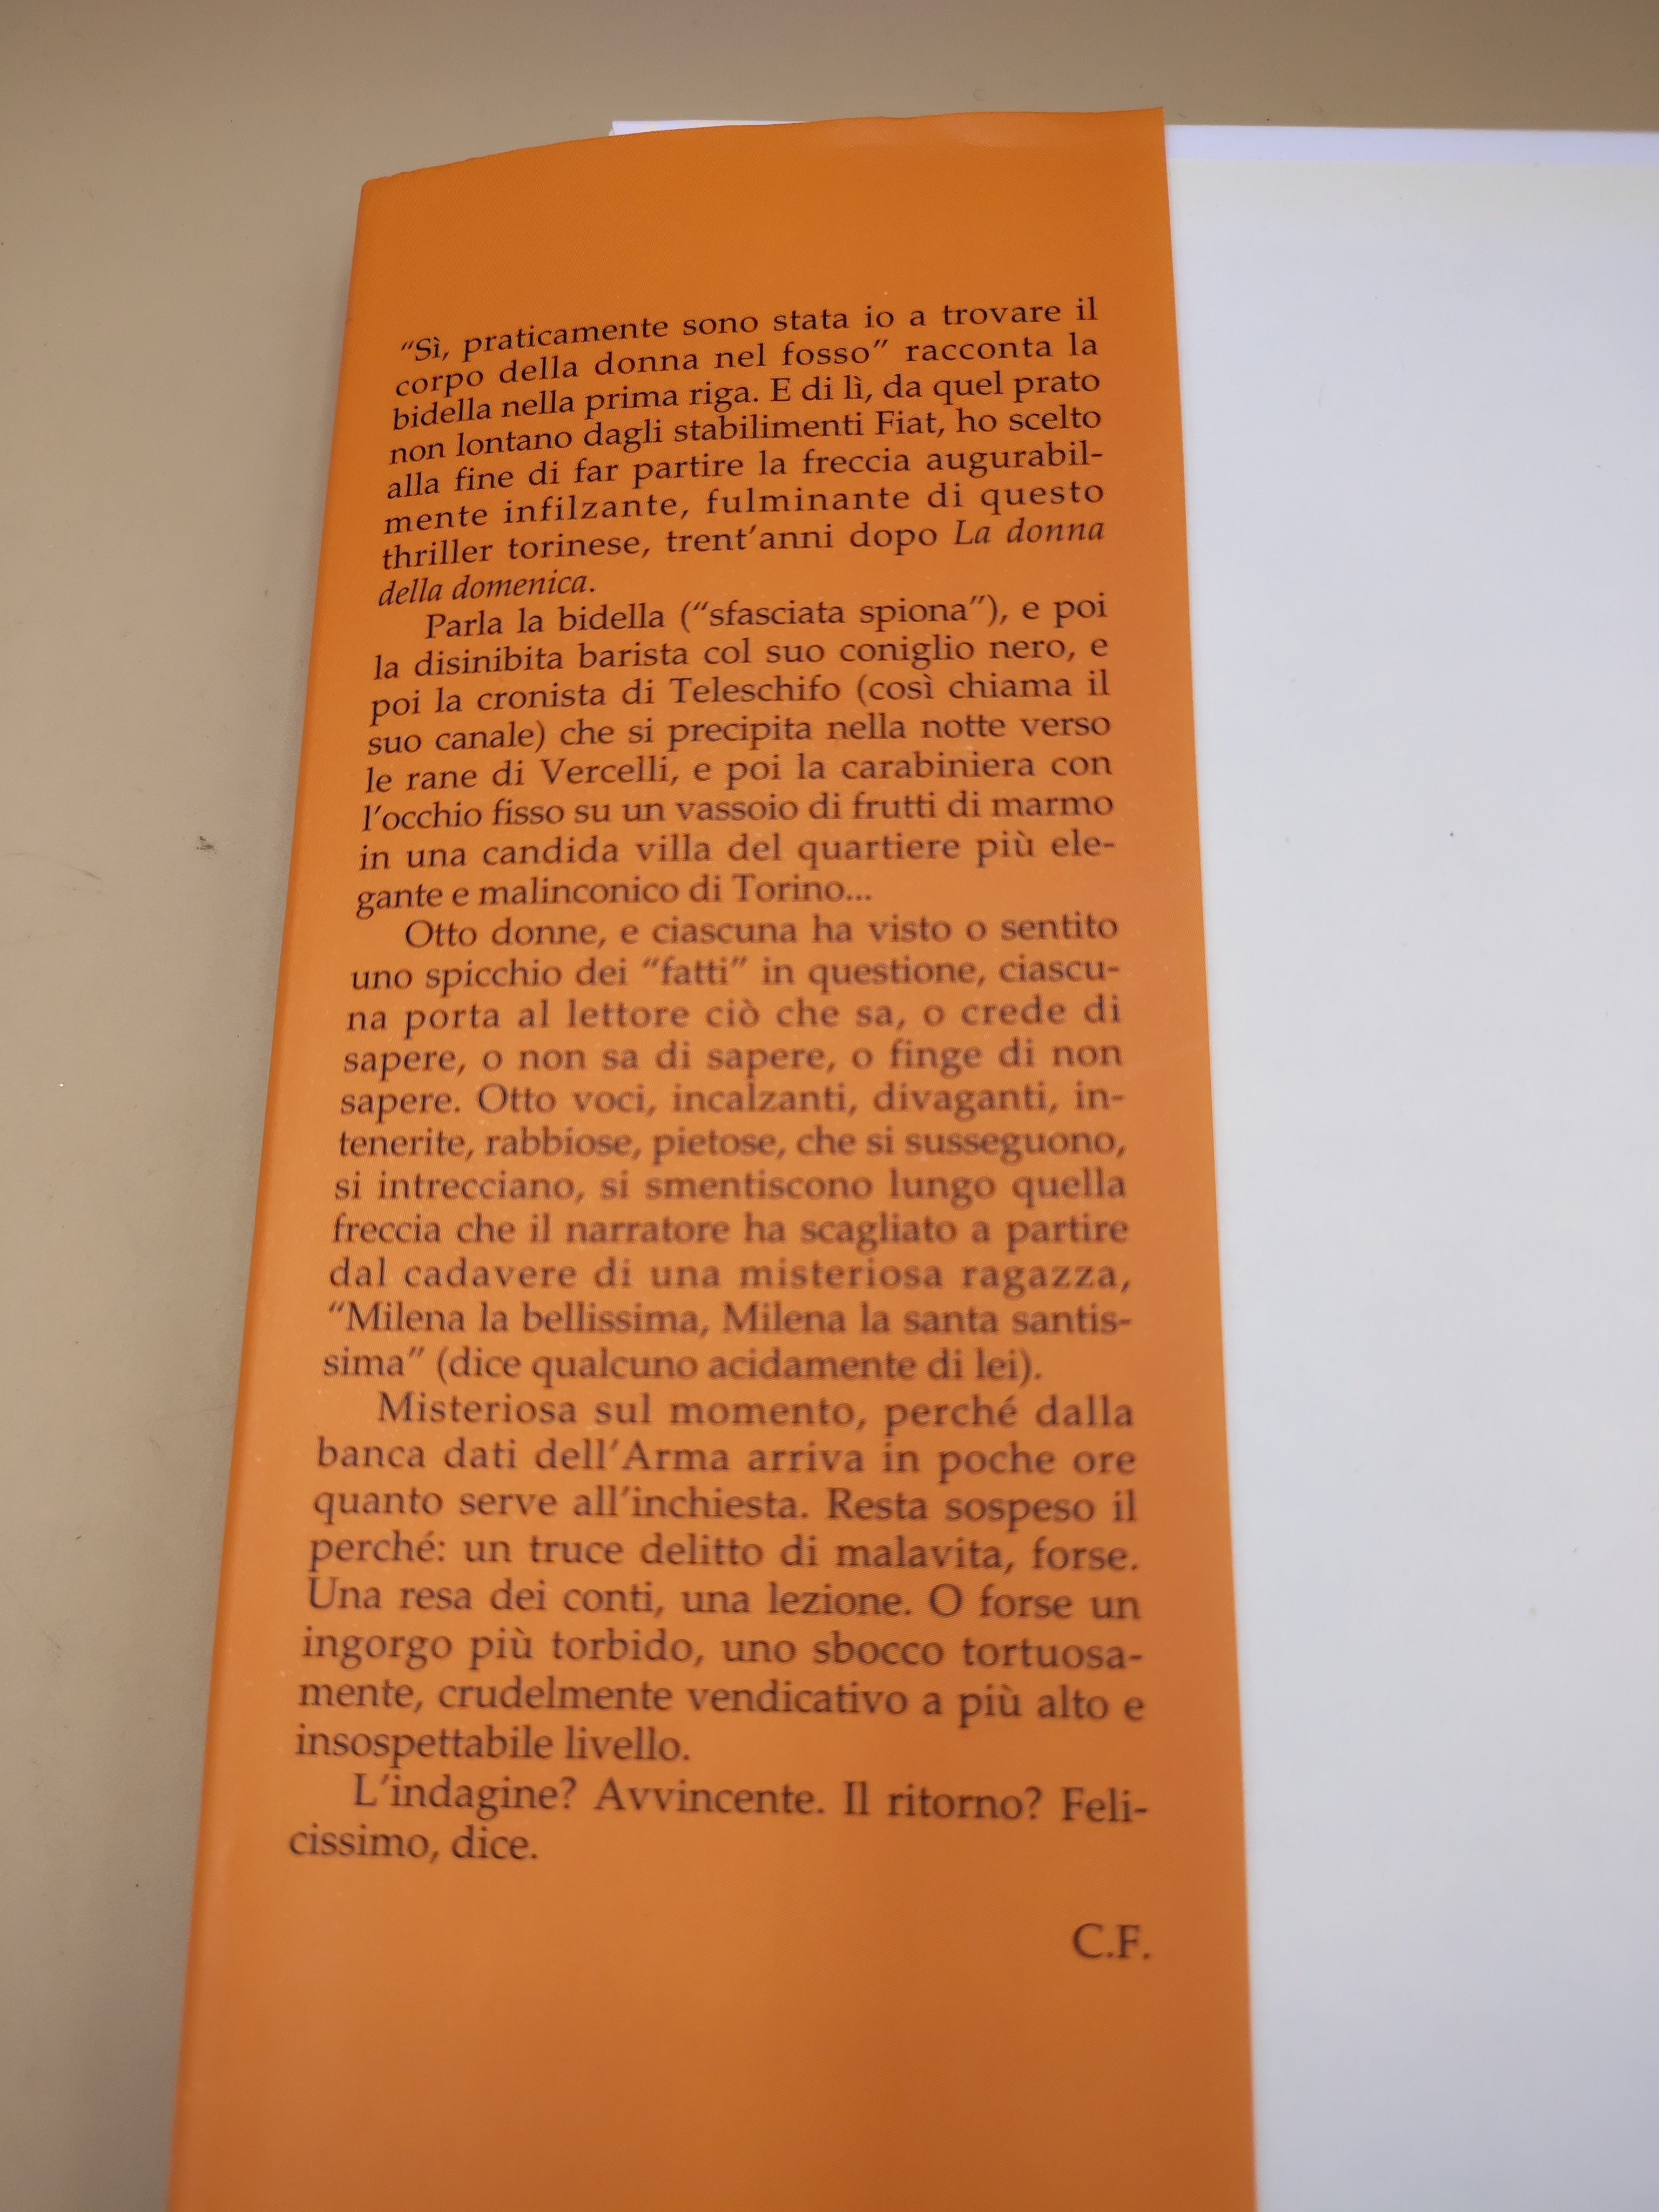 “Sì, praticamente sono stata io a trovare il
corpo della donna nel fosso” racconta la
bidella nella prima riga. E di lì, da quel prato
non lontano dagli stabilimenti Fiat, ho scelto
alla fine di far partire la freccia augurabil-
mente infilzante, fulminante di questo
thriller torinese, trent’anni dopo La donna
della domenica.
Parla la bidella (“sfasciata spiona”), e poi
la disinibita barista col suo coniglio nero, e
poi la cronista di Teleschifo (così chiama il
suo canale) che si precipita nella notte verso
le rane di Vercelli, e poi la carabiniera con
l’occhio fisso su un vassoio di frutti di marmo
in una candida villa del quartiere più ele-
gante e malinconico di Torino...
Otto donne, e ciascuna ha visto o sentito
uno spicchio dei “fatti” in questione, ciascu-
na porta al lettore ciò che sa, o crede di
sapere, o non sa di sapere, o finge di non
sapere. Otto voci, incalzanti, divaganti, in-
tenerite, rabbiose, pietose, che si susseguono,
si intrecciano, si smentiscono lungo quella
freccia che il narratore ha scagliato a partire
dal cadavere di una misteriosa ragazza,
“Milena la bellissima, Milena la santa santis-
sima” (dice qualcuno acidamente di lei).
Misteriosa sul momento, perché dalla
banca dati dell’Arma arriva in poche ore
quanto serve all’inchiesta. Resta sospeso il
perché: un truce delitto di malavita, forse.
Una resa dei conti, una lezione. O forse un
ingorgo più torbido, uno sbocco tortuosa-
mente, crudelmente vendicativo a più alto e
insospettabile livello.
L’indagine? Avvincente. Il ritorno? Feli-
cissimo, dice.
C.F.